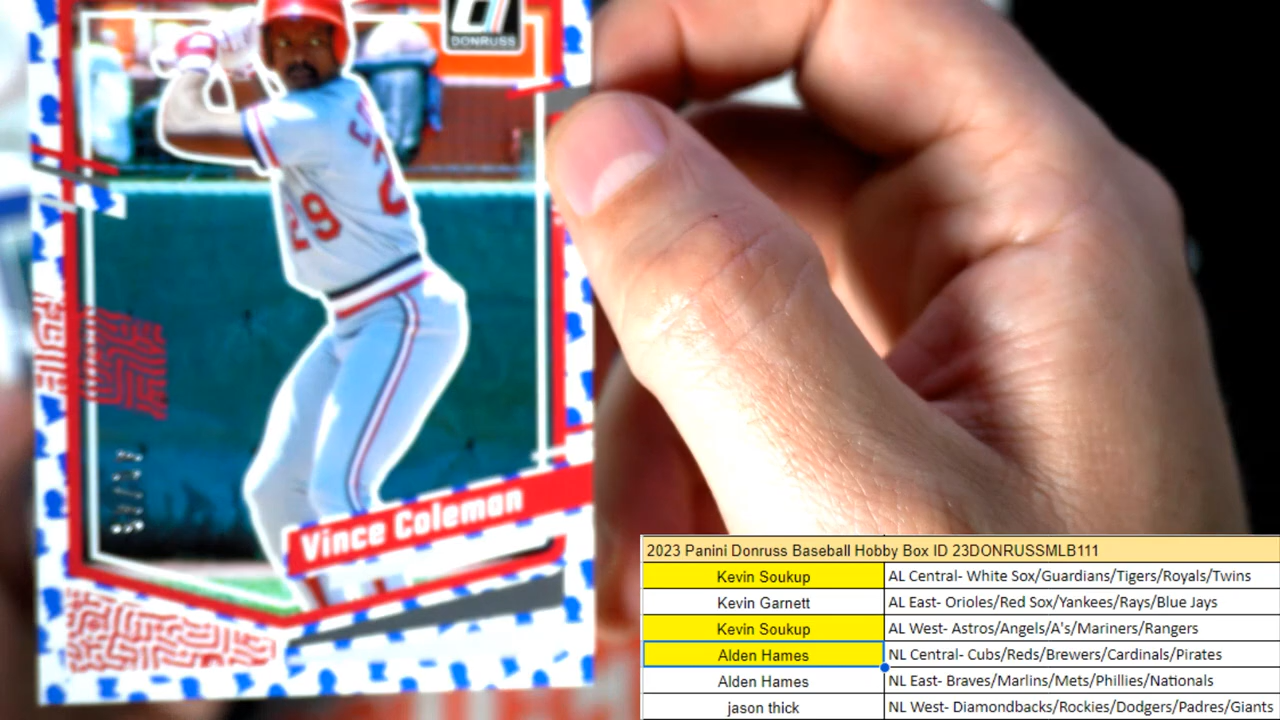 DONRUSS
29
Vince Coleman
2023 Panini Donruss Baseball Hobby Box ID 23DONRUSSMLB111
Kevin Soukup AL Central- White Sox/Guardians/Tigers/Royals/Twins
Kevin Garnett AL East- Orioles/Red Sox/Yankees/Rays/Blue Jays
Kevin Soukup AL West- Astros/Angels/A's/Mariners/Rangers
Alden Hames NL Central- Cubs/Reds/Brewers/Cardinals/Pirates
Alden Hames NL East- Braves/Marlins/Mets/Phillies/Nationals
jason thick NL West- Diamondbacks/Rockies/Dodgers/Padres/Giants